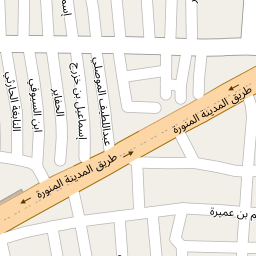 إسماعيل بن خزرج
عبداللطيف الموصلي
الحفاير
ابن السيوفي
النابغة الحارثي
طريق المدينة المنورة
طريق المدينة المنورة
طريق المدينة المنورة
بن عميرة